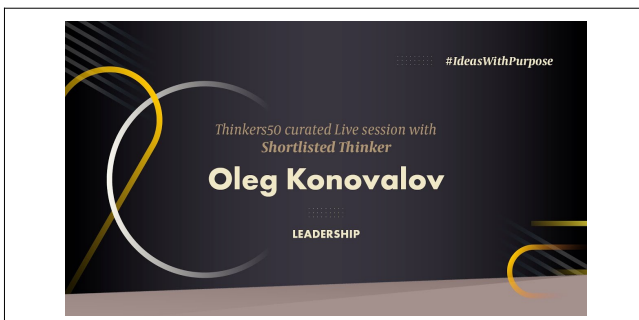 #IdeasWithPurpose
Thinkers50 curated Live session with
Shortlisted Thinker
Oleg Konovalov
LEADERSHIP